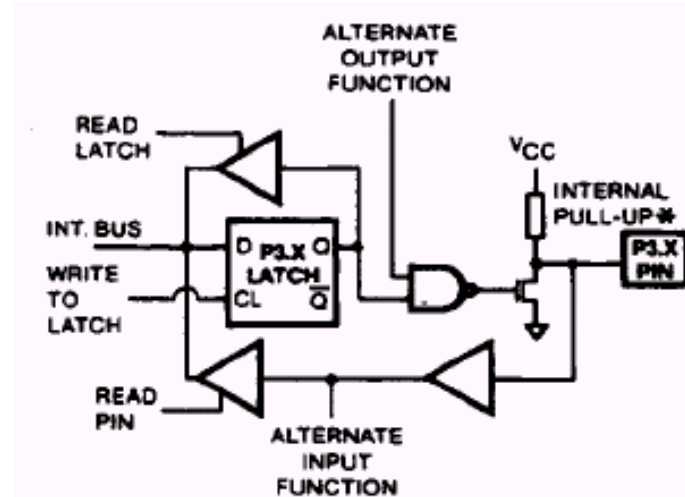 ALTERNATE
OUTPUT
FUNCTION
READ
LATCH
VCC
INTERNAL
PULL-UP*
INT. BUS
D P3.X Q
LATCH
CL Q̅
P3.X
PIN
WRITE
TO
LATCH
READ
PIN
ALTERNATE
INPUT
FUNCTION